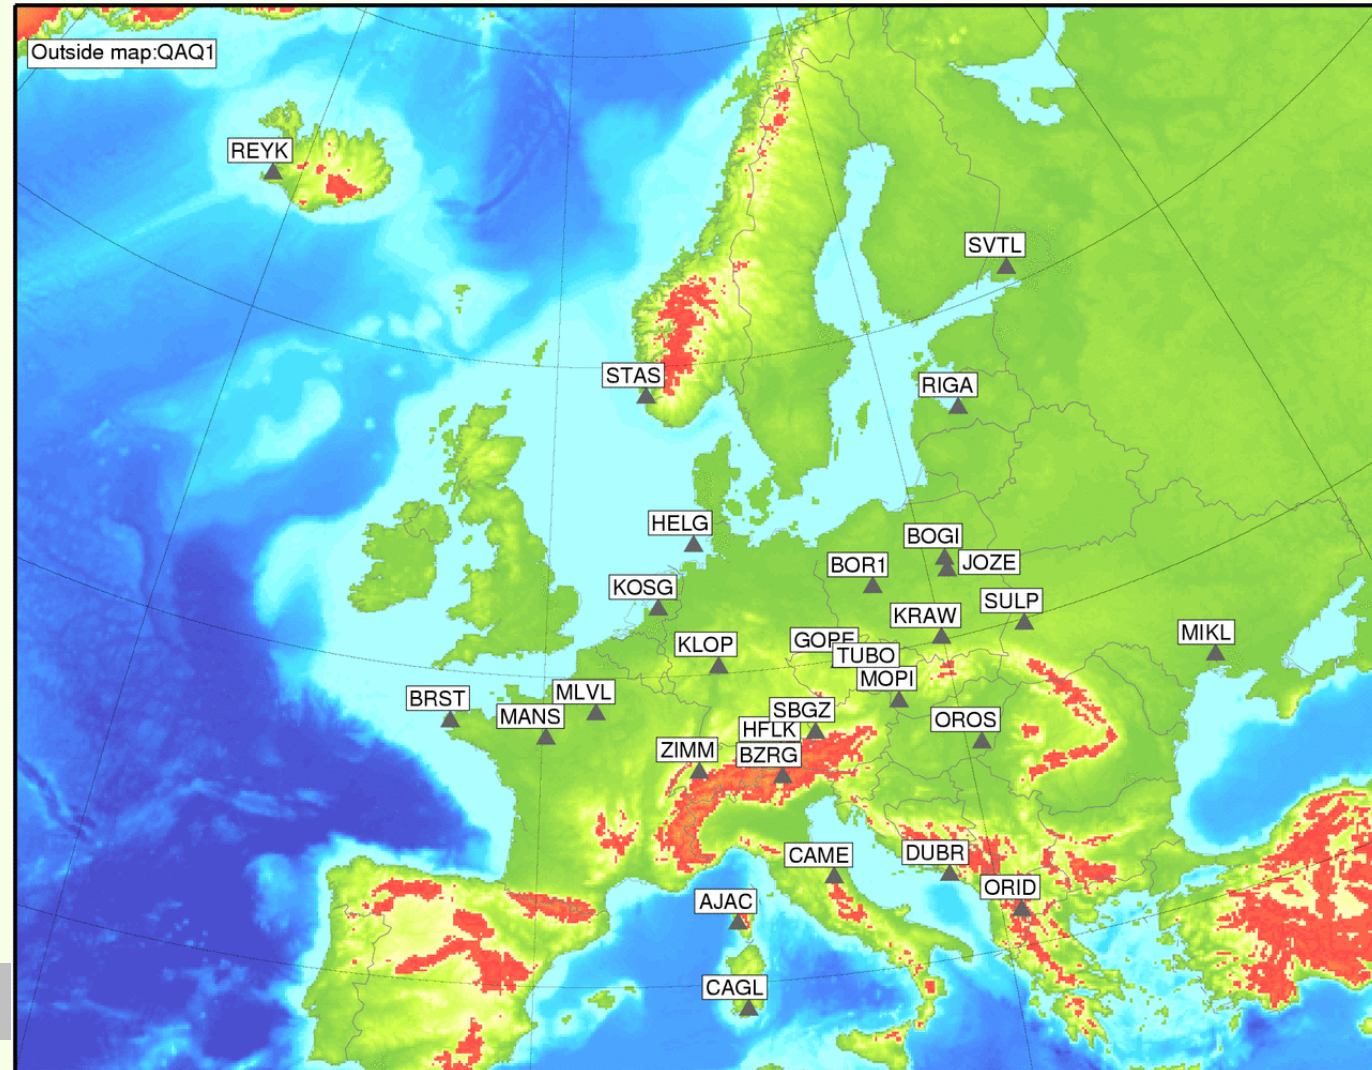 Outside map:QAQ1
REYK
SVTL
STAS
RIGA
HELG
BOGI
JOZE
BOR1
KOSG
SULP
KRAW
MIKL
KLOP
GOPE
TUBO
MOPI
BRST
MLVL
MANS
SBGZ
OROS
HFLK
ZIMM
BZRG
CAME
DUBR
ORID
AJAC
CAGL